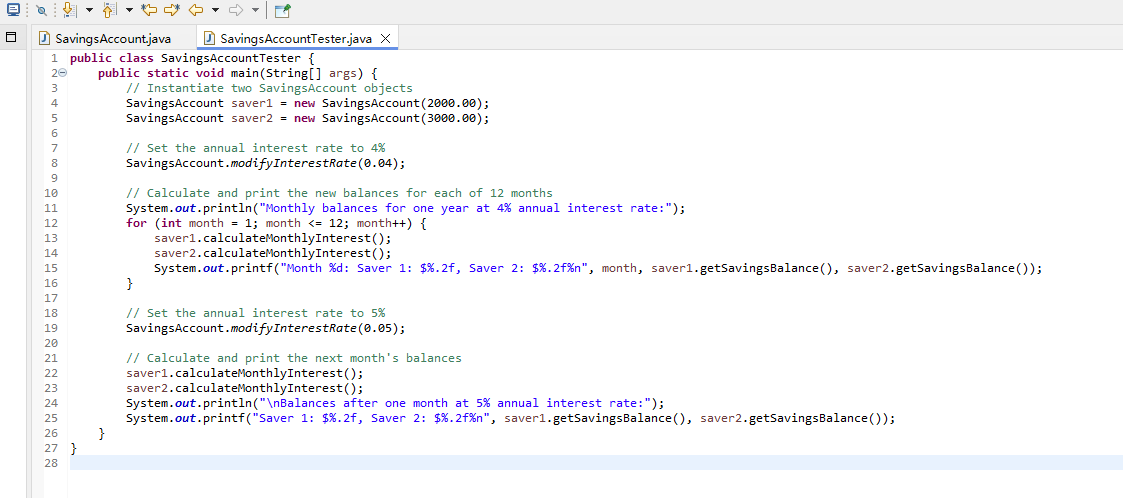 SavingsAccount.java
SavingsAccountTester.java
1 public class SavingsAccountTester {
2     public static void main(String[] args) {
3         // Instantiate two SavingsAccount objects
4         SavingsAccount saver1 = new SavingsAccount(2000.00);
5         SavingsAccount saver2 = new SavingsAccount(3000.00);
6
7         // Set the annual interest rate to 4%
8         SavingsAccount.modifyInterestRate(0.04);
9
10         // Calculate and print the new balances for each of 12 months
11         System.out.println("Monthly balances for one year at 4% annual interest rate:");
12         for (int month = 1; month <= 12; month++) {
13             saver1.calculateMonthlyInterest();
14             saver2.calculateMonthlyInterest();
15             System.out.printf("Month %d: Saver 1: $%.2f, Saver 2: $%.2f%n", month, saver1.getSavingsBalance(), saver2.getSavingsBalance());
16         }
17
18         // Set the annual interest rate to 5%
19         SavingsAccount.modifyInterestRate(0.05);
20
21         // Calculate and print the next month's balances
22         saver1.calculateMonthlyInterest();
23         saver2.calculateMonthlyInterest();
24         System.out.println("\nBalances after one month at 5% annual interest rate:");
25         System.out.printf("Saver 1: $%.2f, Saver 2: $%.2f%n", saver1.getSavingsBalance(), saver2.getSavingsBalance());
26     }
27 }
28